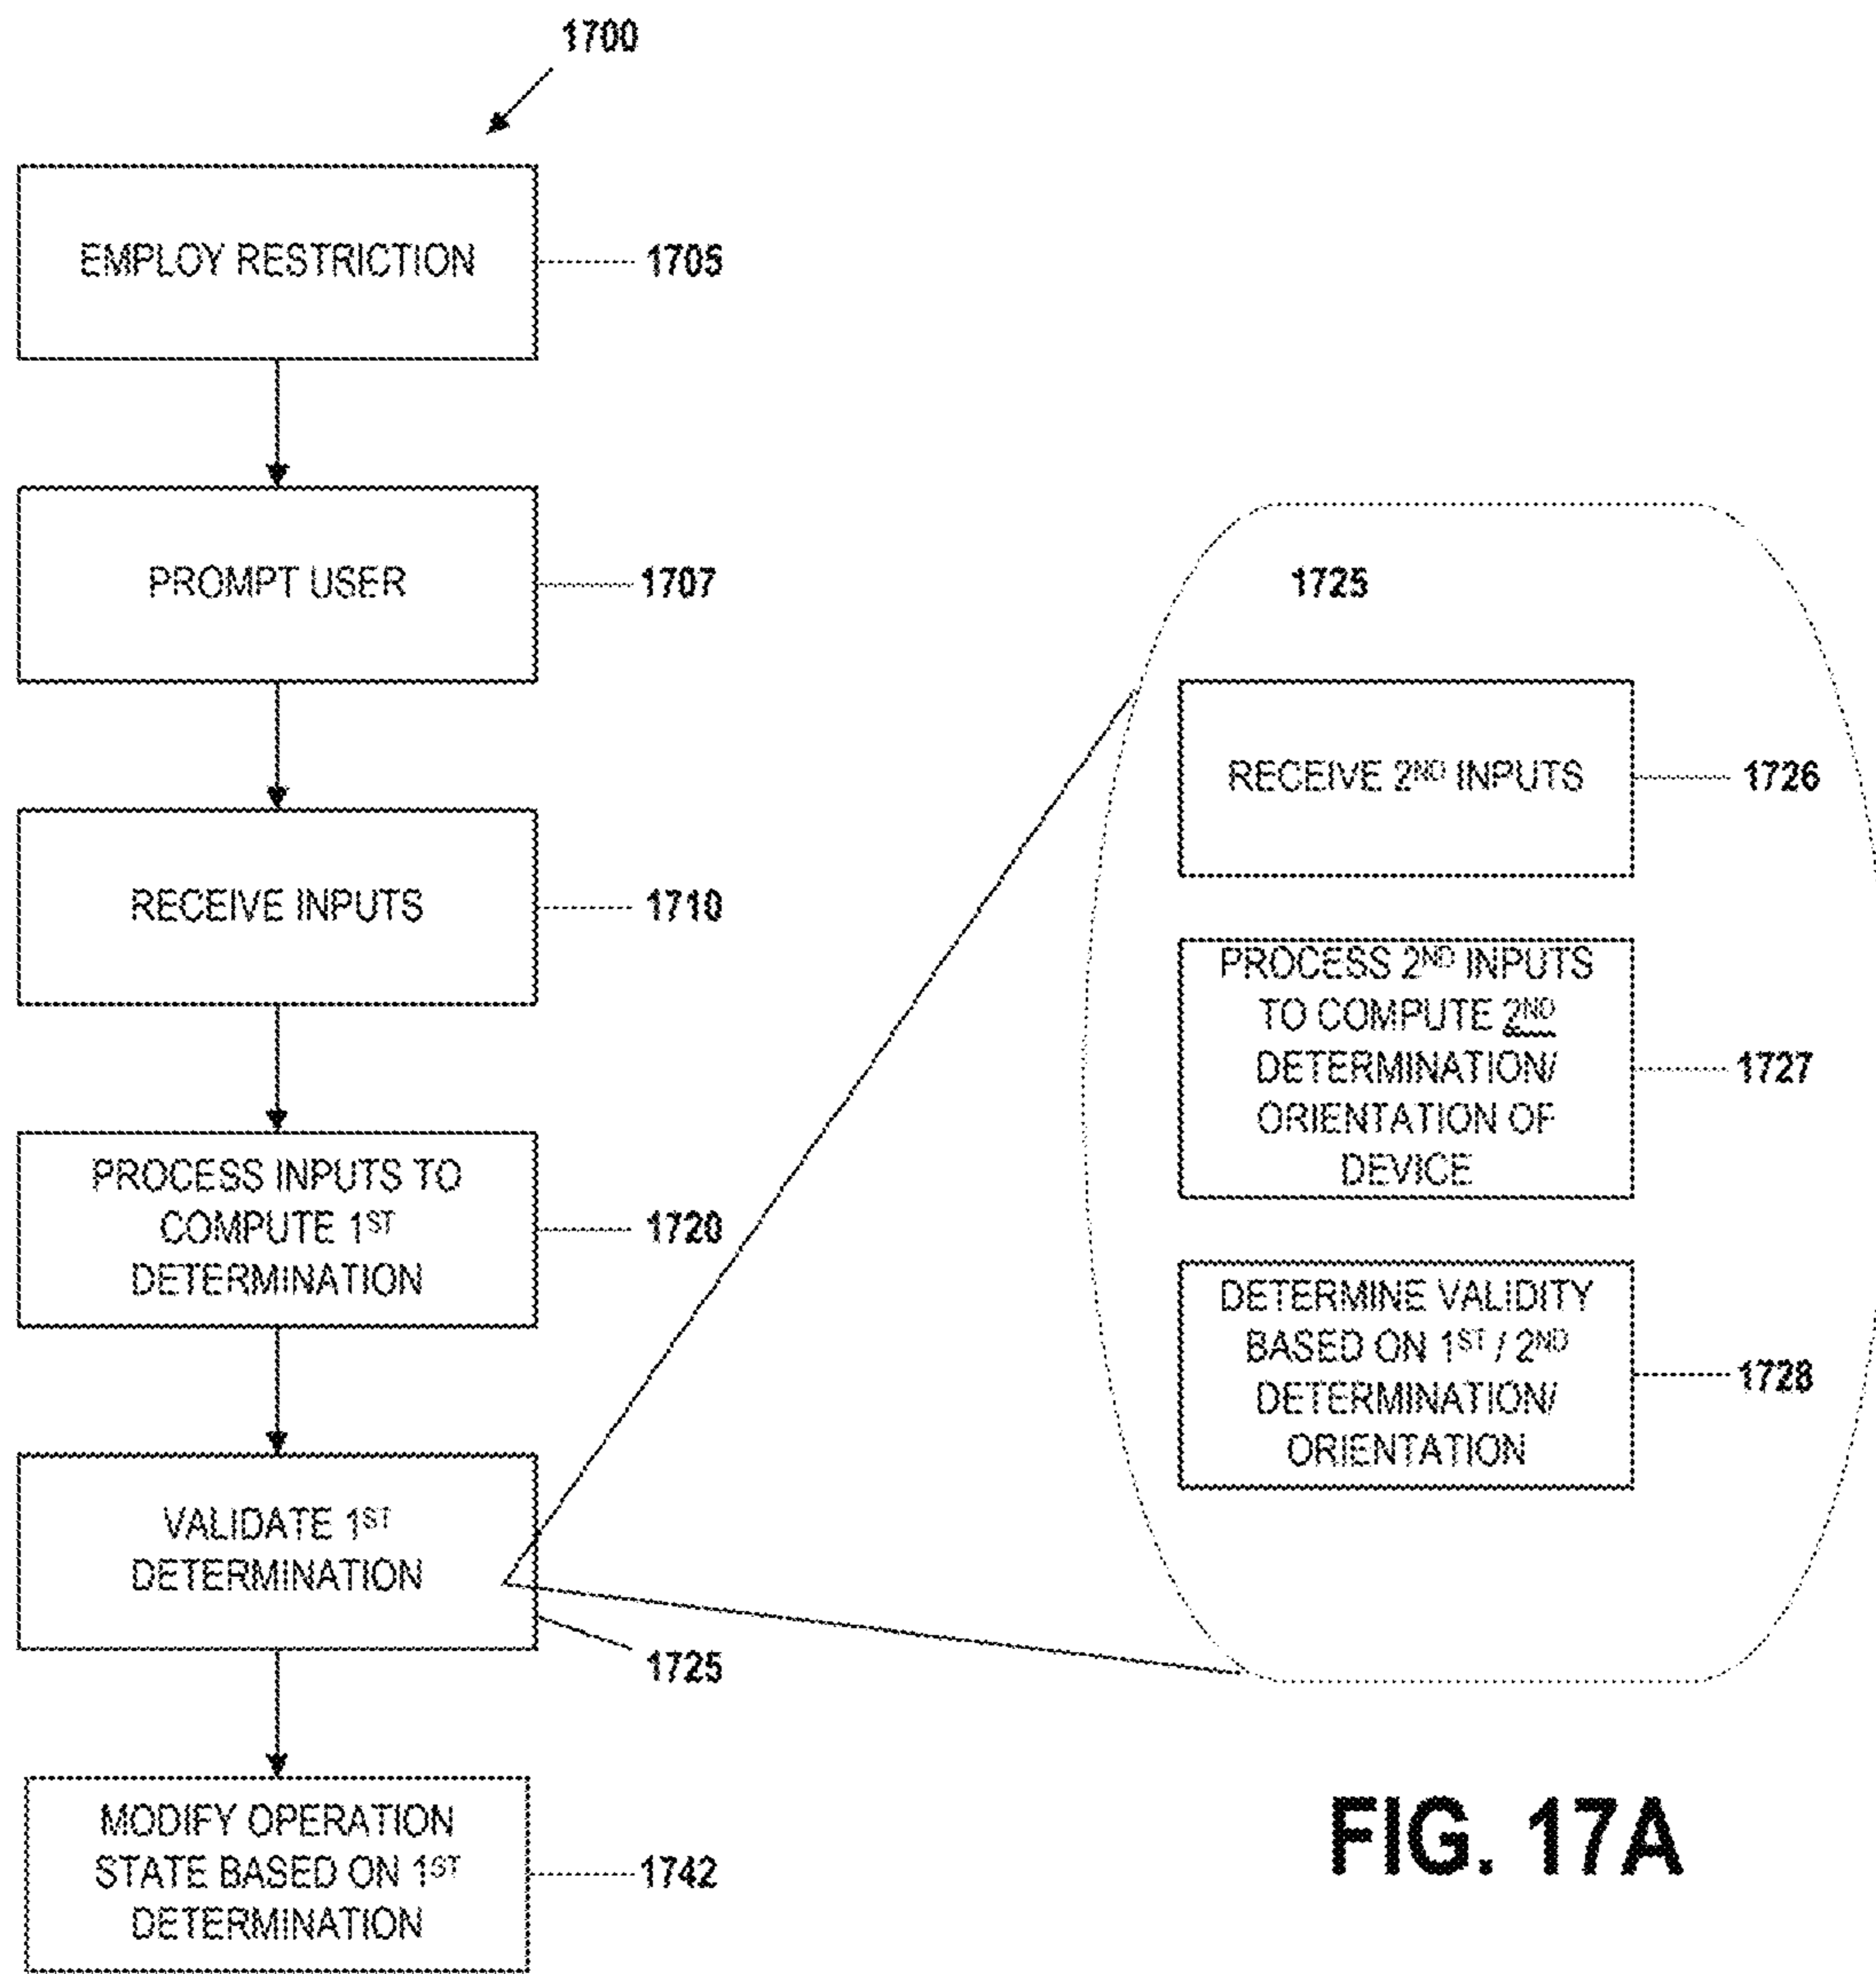 1700
EMPLOY RESTRICTION
1705
PROMPT USER
1707
RECEIVE INPUTS
1710
PROCESS INPUTS TO
COMPUTE 1ST
DETERMINATION
1720
VALIDATE 1ST
DETERMINATION
1725
MODIFY OPERATION
STATE BASED ON 1ST
DETERMINATION
1742
1725
RECEIVE 2ND INPUTS
1726
PROCESS 2ND INPUTS
TO COMPUTE 2ND
DETERMINATION/
ORIENTATION OF
DEVICE
1727
DETERMINE VALIDITY
BASED ON 1ST / 2ND
DETERMINATION/
ORIENTATION
1728
FIG. 17A